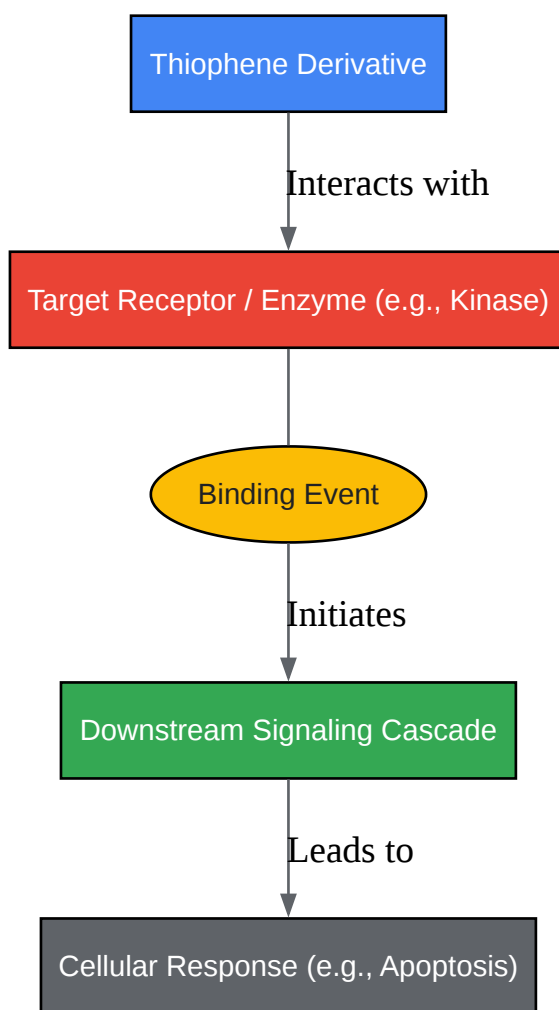 Thiophene Derivative
Interacts with
Target Receptor / Enzyme (e.g., Kinase)
Binding Event
Initiates
Downstream Signaling Cascade
Leads to
Cellular Response (e.g., Apoptosis)